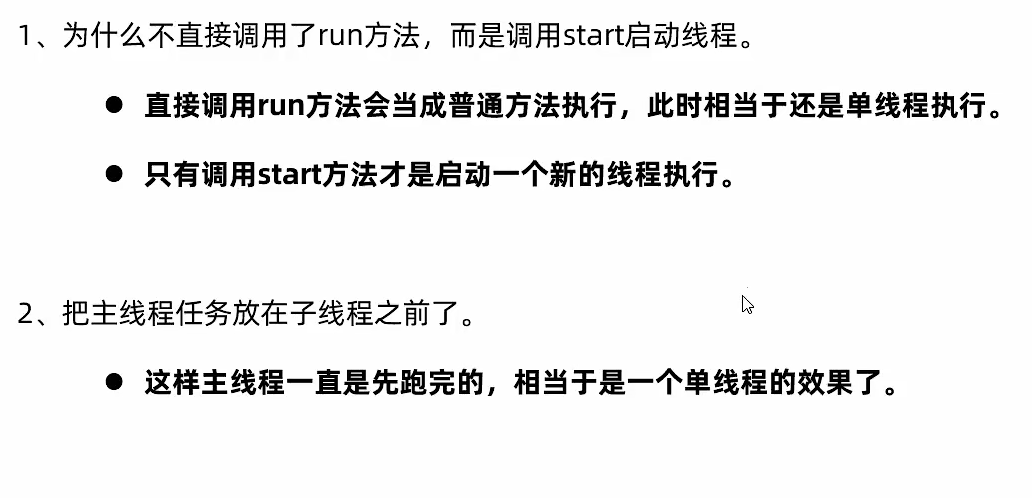 1、为什么不直接调用了run方法，而是调用start启动线程。
● 直接调用run方法会当成普通方法执行，此时相当于还是单线程执行。
● 只有调用start方法才是启动一个新的线程执行。
2、把主线程任务放在子线程之前了。
● 这样主线程一直是先跑完的，相当于是一个单线程的效果了。